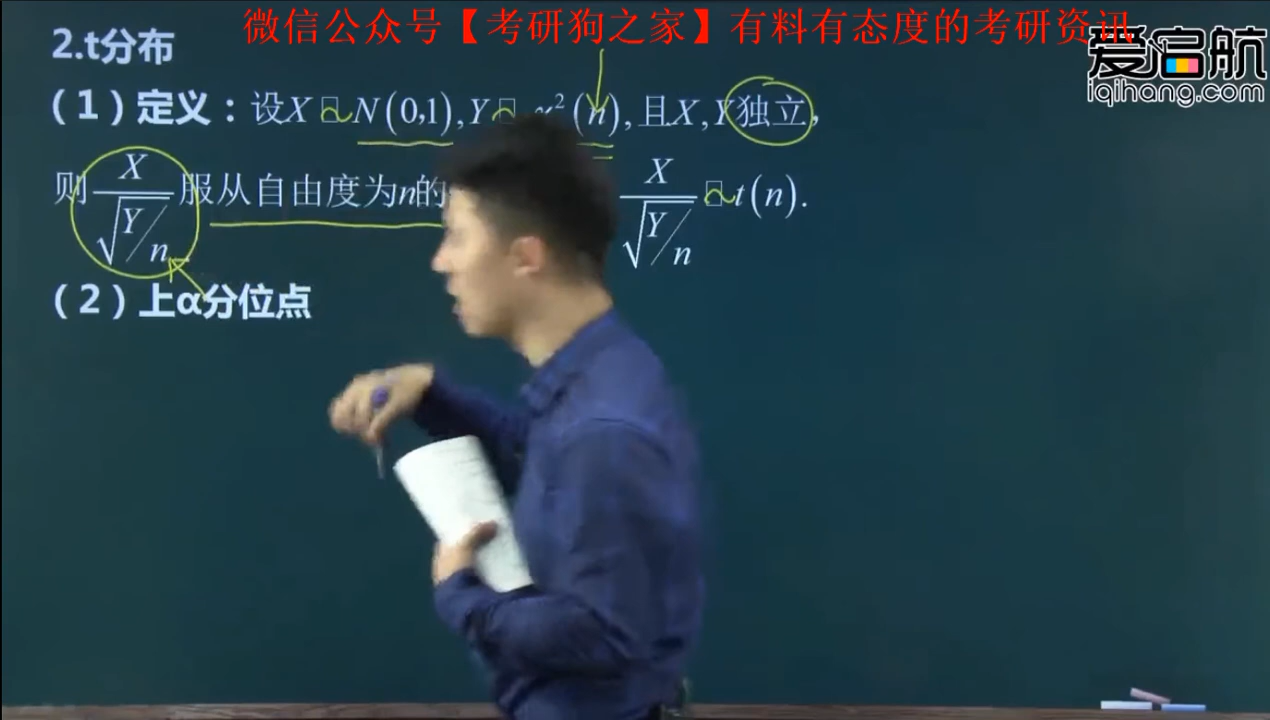 微信公众号【考研狗之家】有料有态度的考研资讯
爱启航
iqihang.com
2.t分布
（1）定义：设X~N(0,1),Y~χ²(n),且X,Y独立,
则X/√(Y/n)服从自由度为n的 X/√(Y/n)~t(n).
（2）上α分位点